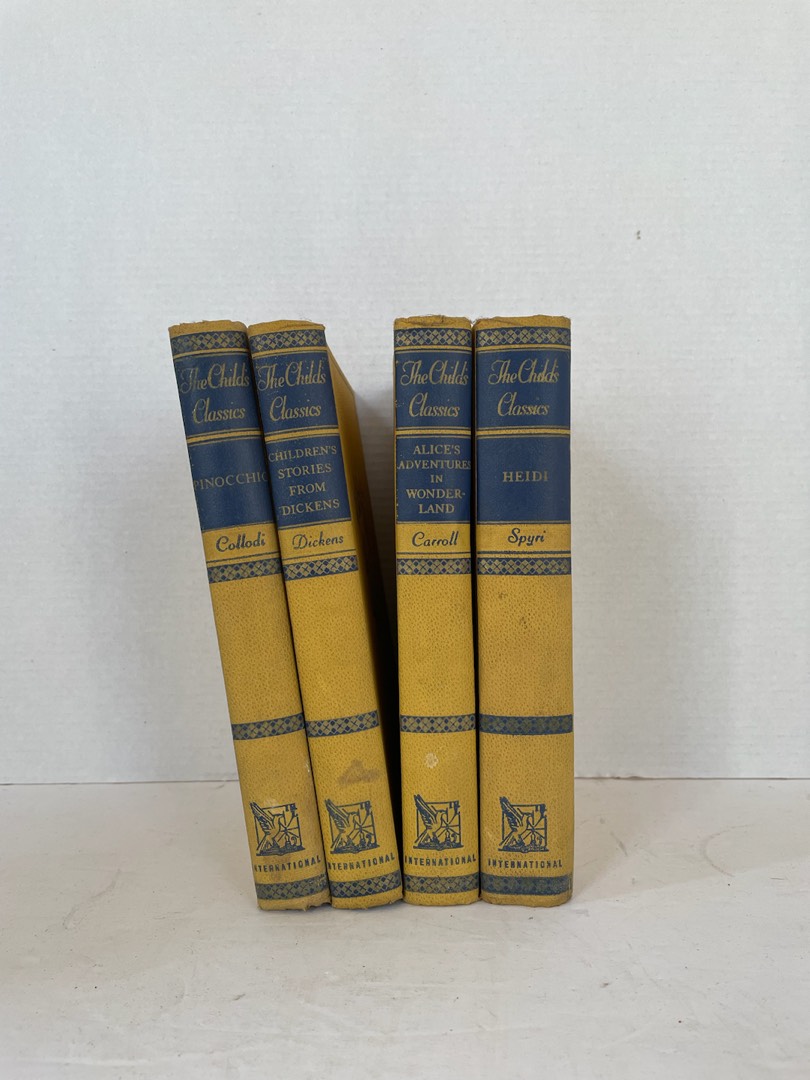 The Child's
Classics
PINOCCHIO
Collodi
INTERNATIONAL
The Child's
Classics
CHILDREN'S
STORIES
FROM
DICKENS
Dickens
INTERNATIONAL
The Child's
Classics
ALICE'S
ADVENTURES
IN
WONDER-
LAND
Carroll
INTERNATIONAL
The Child's
Classics
HEIDI
Spyri
INTERNATIONAL